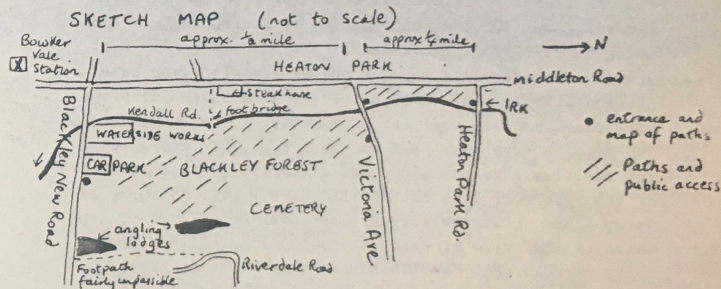 SKETCH MAP (not to scale)
Bowker
Vale
Station
approx. ½ mile
approx ¼ mile
N
HEATON PARK
Middleton Road
steak house
Kendall Rd.
footbridge
← IRK
WATERSIDE WORKS
Blackley New Road
CAR PARK
BLACKLEY FOREST
CEMETERY
Victoria Ave
Heaton Park Rd.
entrance and
map of paths
Paths and
public access
angling
lodges
Footpath
fairly impassible
Riverdale Road